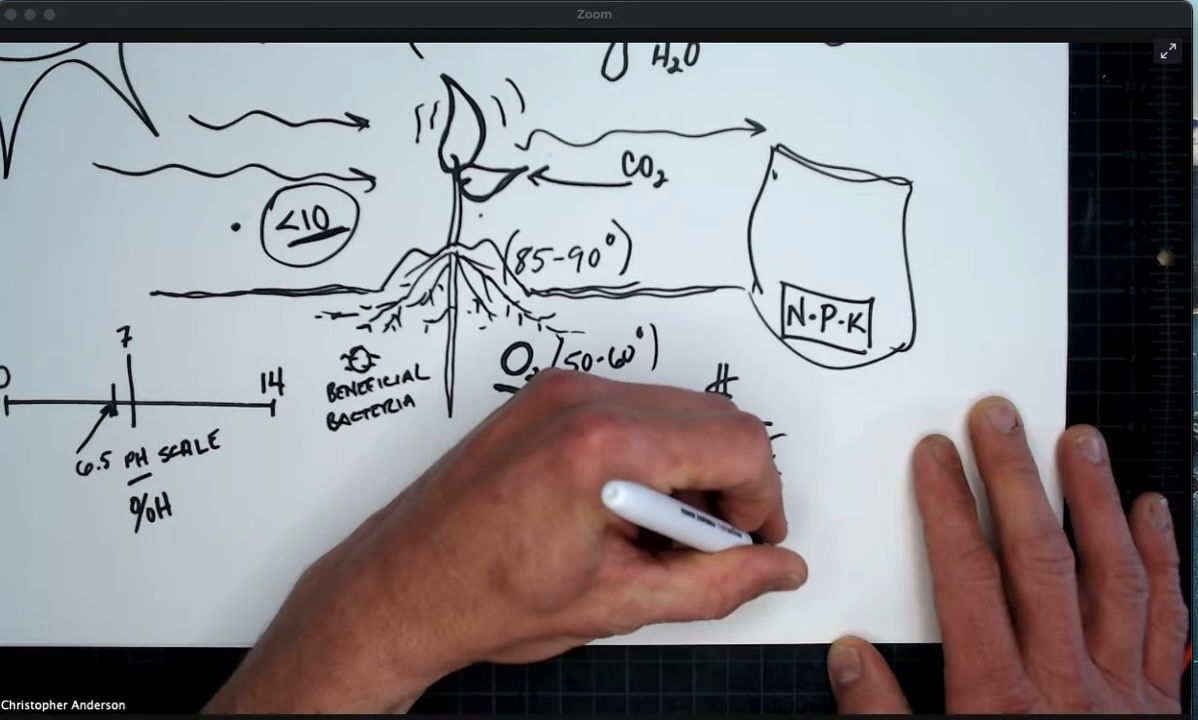 Zoom
H₂O
CO₂
<10
(85-90°)
N·P·K
7
O₂ (50-60°)
0
14
BENEFICIAL
BACTERIA
6.5 PH SCALE
%H
Christopher Anderson